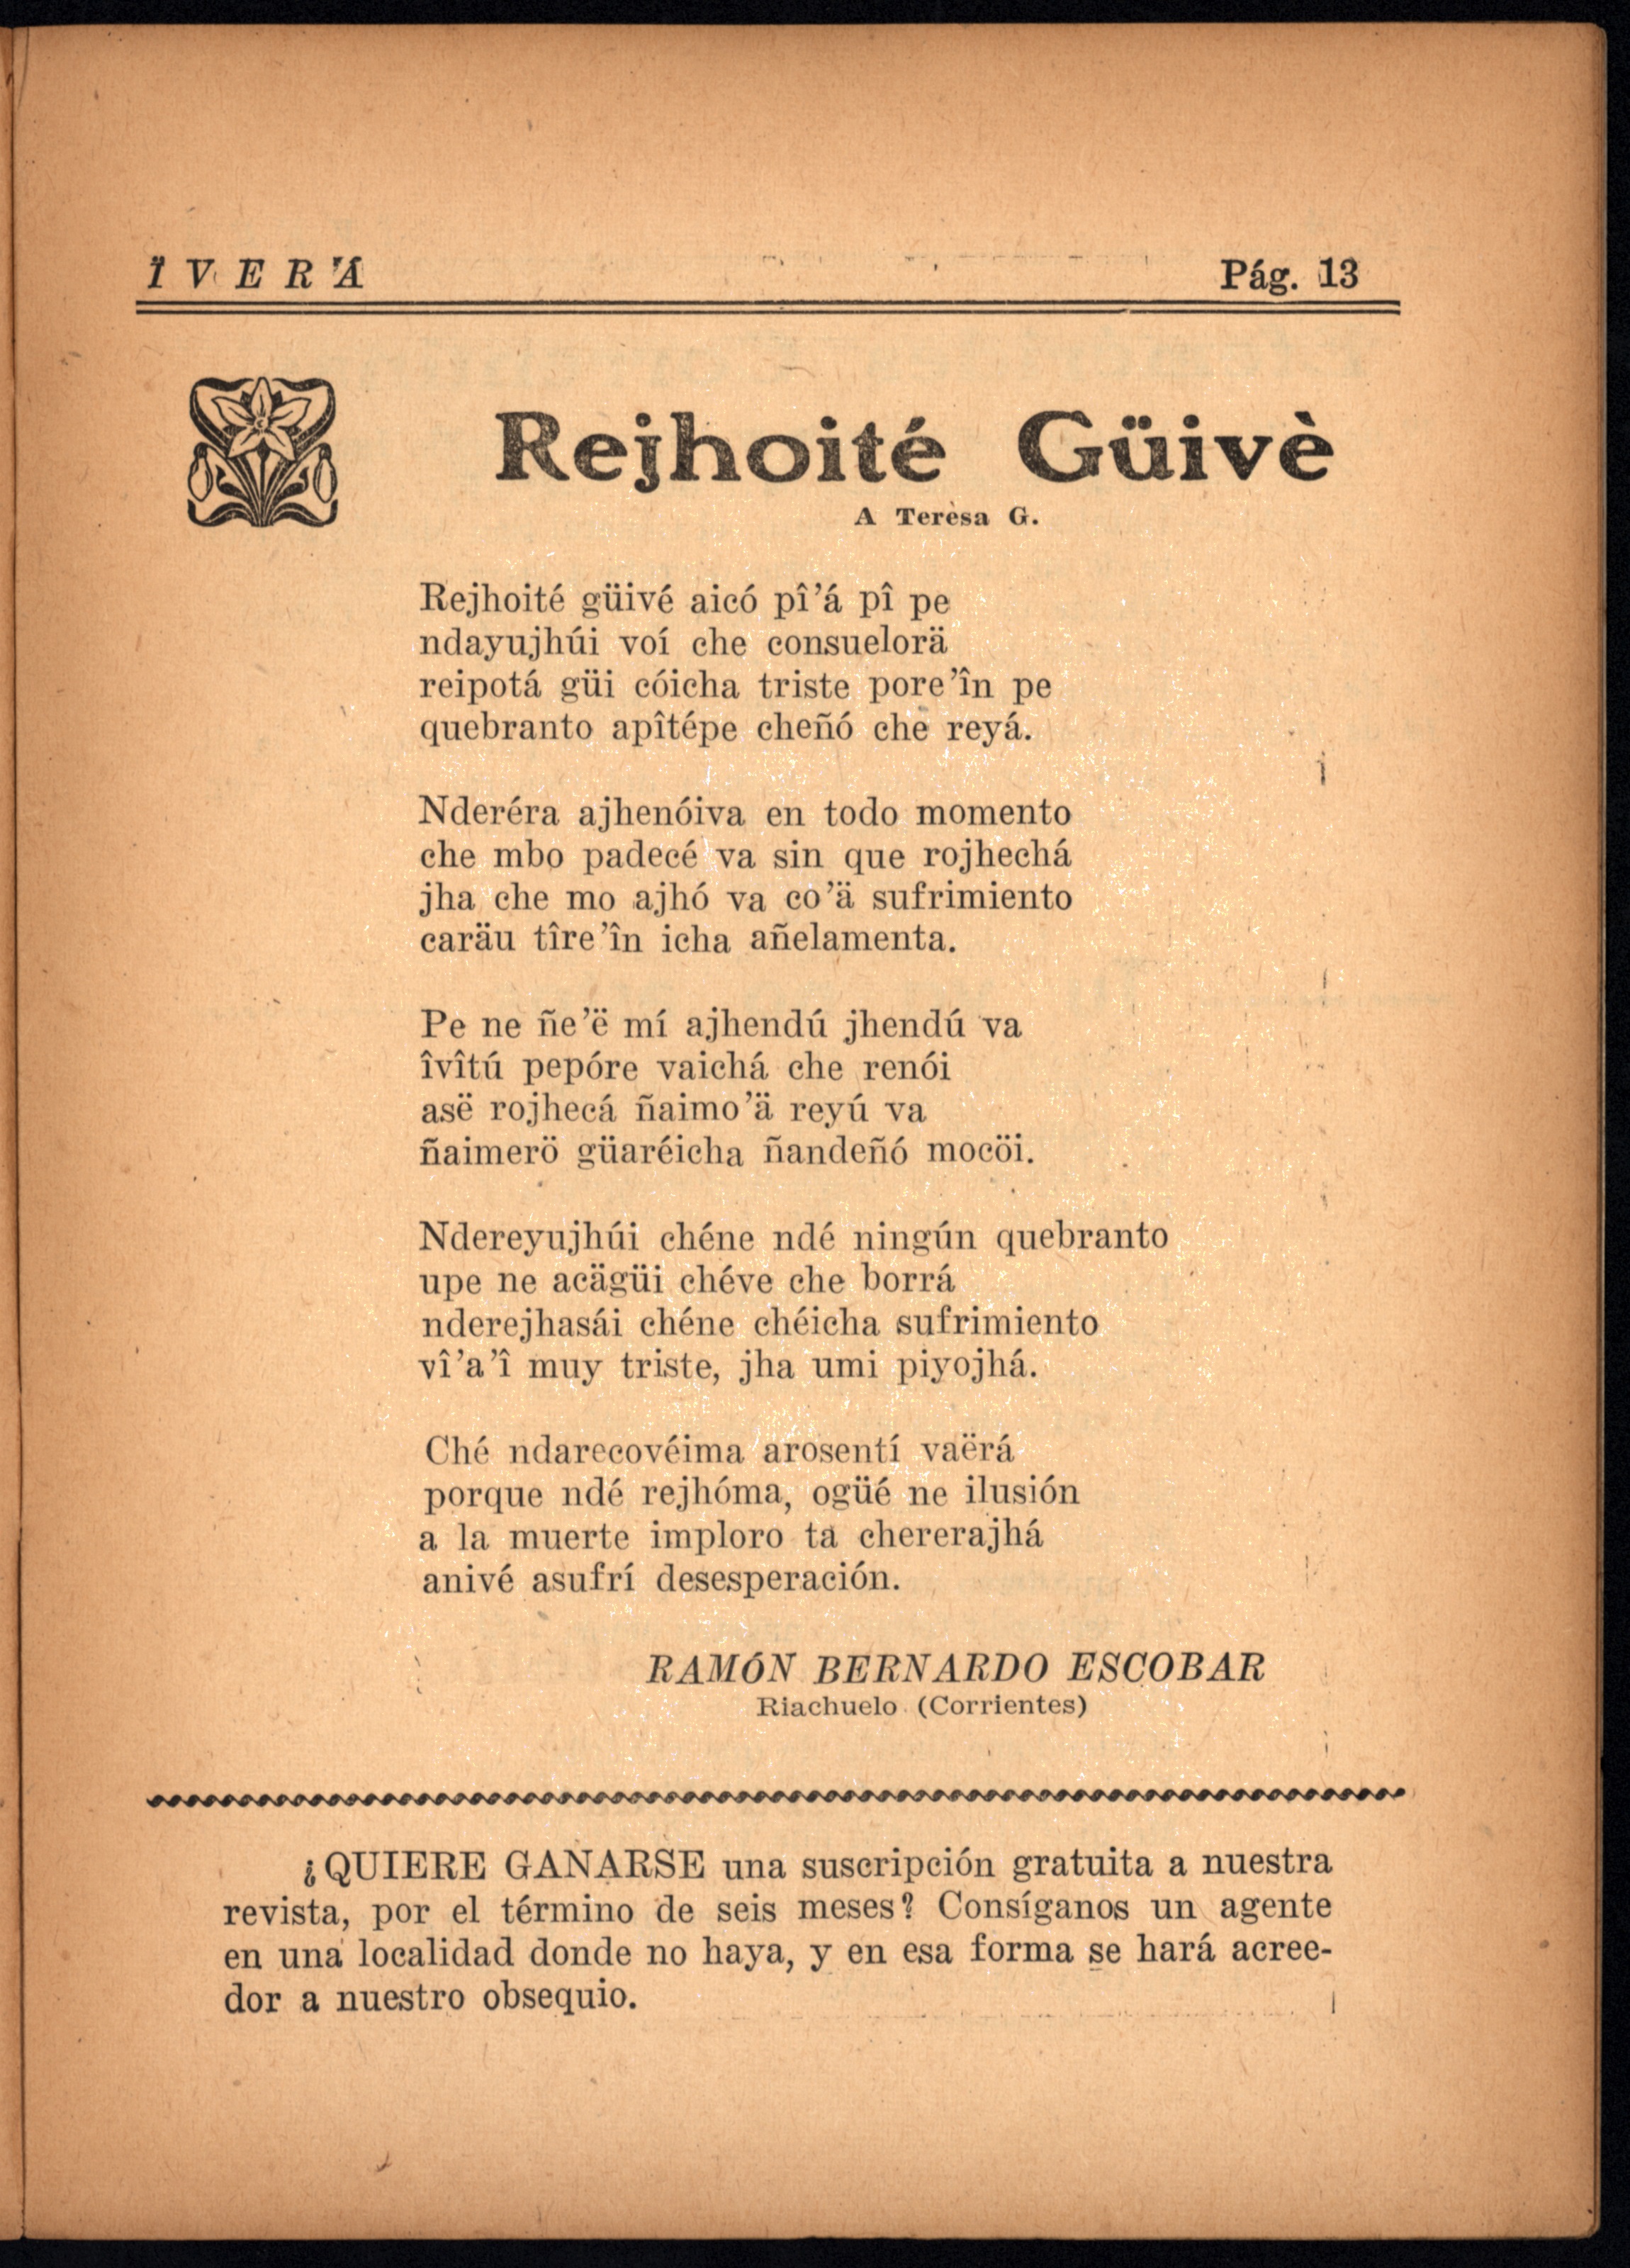 Ï V E R Ä́
Pág. 13
Rejhoité Güivè
A Teresa G.
Rejhoité güivé aicó pî’á pî pe
ndayujhúi voí che consuelorä
reipotá güi cóicha triste pore’în pe
quebranto apîtépe cheñó che reyá.
Nderéra ajhenóiva en todo momento
che mbo padecé va sin que rojhechá
jha che mo ajhó va co’ä sufrimiento
caräu tîre’în icha añelamenta.
Pe ne ñe’ë mí ajhendú jhendú va
îvîtú pepóre vaichá che renói
asë rojhecá ñaimo’ä reyú va
ñaimerö güaréicha ñandeñó mocöi.
Ndereyujhúi chéne ndé ningún quebranto
upe ne acägüi chéve che borrá
nderejhasái chéne chéicha sufrimiento
vî’a’î muy triste, jha umi piyojhá.
Ché ndarecovéima arosentí vaërá
porque ndé rejhóma, ogüé ne ilusión
a la muerte imploro ta chererajhá
anivé asufrí desesperación.
RAMÓN BERNARDO ESCOBAR
Riachuelo (Corrientes)
¿QUIERE GANARSE una suscripción gratuita a nuestra
revista, por el término de seis meses? Consíganos un agente
en una localidad donde no haya, y en esa forma se hará acree-
dor a nuestro obsequio.